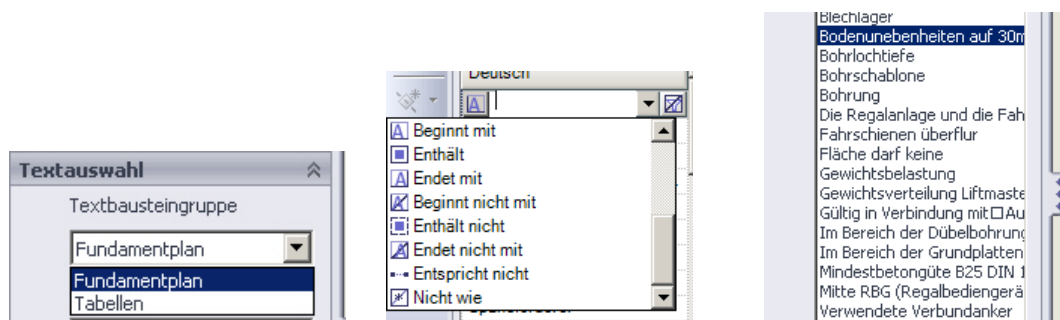 Textauswahl
Textbausteingruppe
Fundamentplan
Fundamentplan
Tabellen
Deutsch
Beginnt mit
Enthält
Endet mit
Beginnt nicht mit
Enthält nicht
Endet nicht mit
Entspricht nicht
Nicht wie
Blechlager
Bodenunebenheiten auf 30m
Bohrlochtiefe
Bohrschablone
Bohrung
Die Regalanlage und die Fah
Fahrschienen überflur
Fläche darf keine
Gewichtsbelastung
Gewichtsverteilung Liftmaste
Gültig in Verbindung mit□Au
Im Bereich der Dübelbohrung
Im Bereich der Grundplatten
Mindestbetongüte B25 DIN 1
Mitte RBG (Regalbediengerä
Verwendete Verbundanker